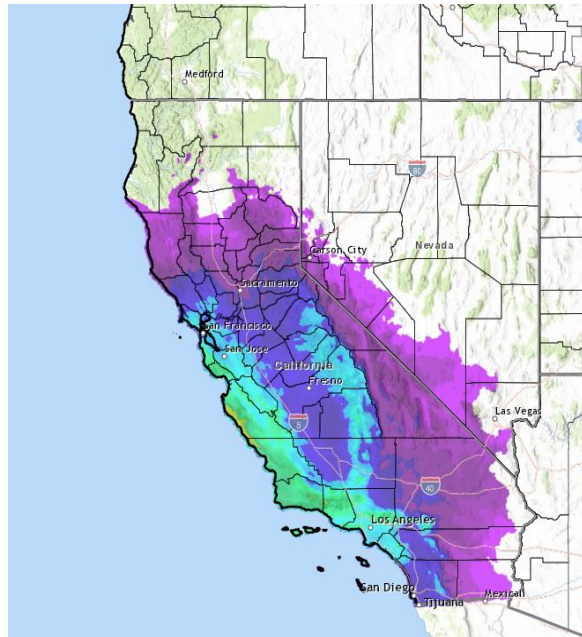 Medford
80
Carson City
Nevada
Sacramento
San Francisco
San Jose
California
Fresno
5
Las Vegas
40
Los Angeles
San Diego
Tijuana
Mexicali